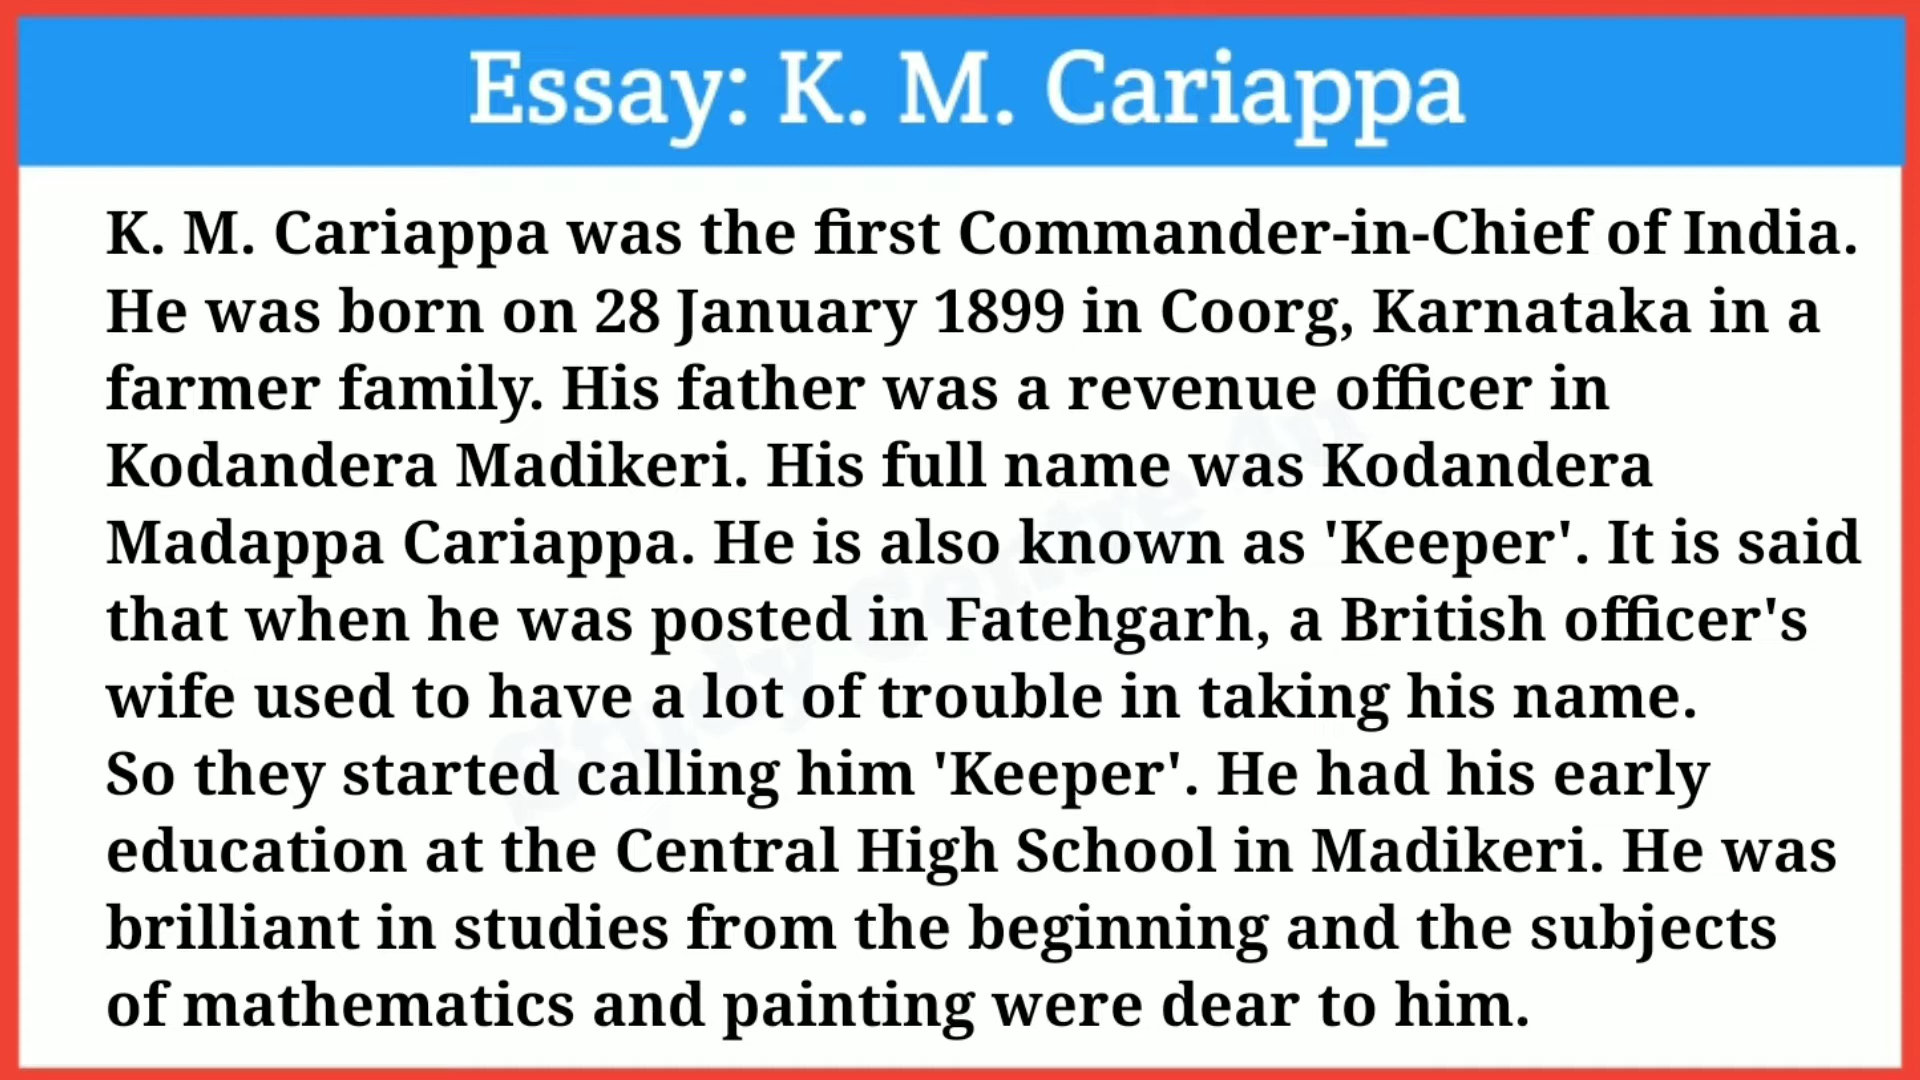 Essay: K. M. Cariappa
K. M. Cariappa was the first Commander-in-Chief of India.
He was born on 28 January 1899 in Coorg, Karnataka in a
farmer family. His father was a revenue officer in
Kodandera Madikeri. His full name was Kodandera
Madappa Cariappa. He is also known as 'Keeper'. It is said
that when he was posted in Fatehgarh, a British officer's
wife used to have a lot of trouble in taking his name.
So they started calling him 'Keeper'. He had his early
education at the Central High School in Madikeri. He was
brilliant in studies from the beginning and the subjects
of mathematics and painting were dear to him.
Study Centre 4u